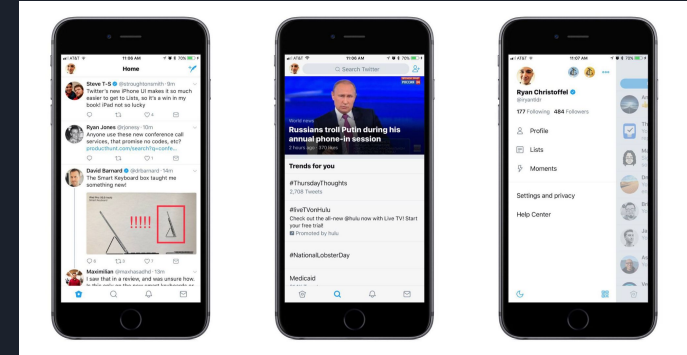 AT&T 11:06 AM 70%
Home
Steve T-S @stroughtonsmith · 9m
Twitter's new iPhone UI makes it so much
easier to get to Lists, so it's a win in my
book! iPad not so lucky
4
Ryan Jones @rjonesy · 10m
Anyone use these new conference call
services, that promise no codes, etc?
producthunt.com/search?q=confe...
1
David Barnard @drbarnard · 14m
The Smart Keyboard box taught me
something new!
!!!!!
Maximilian @maxhasadhd · 13m
I saw that in a review, and was unsure how.
AT&T 11:06 AM 70%
Search Twitter
World news
Russians troll Putin during his
annual phone-in session
2 hours ago · 370 likes
Trends for you
#ThursdayThoughts
2,708 Tweets
#liveTVonHulu
Check out the all-new @hulu now with Live TV! Start
your free trial!
Promoted by hulu
#NationalLobsterDay
Medicaid
AT&T 11:07 AM 70%
Ryan Christoffel
@iryantldr
177 Following 484 Followers
Profile
Lists
Moments
Settings and privacy
Help Center